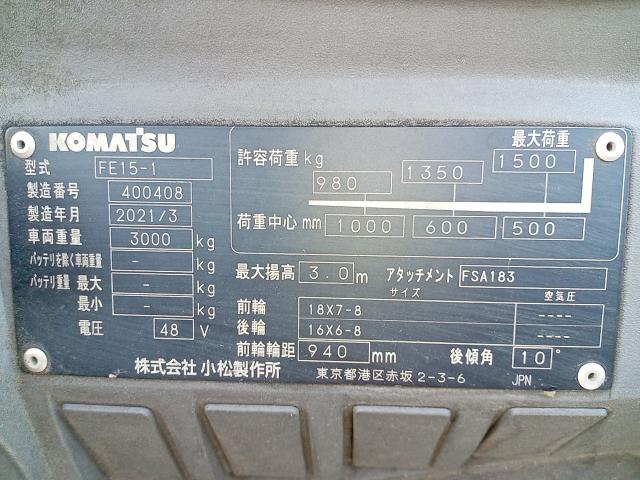 KOMATSU
型式 FE15-1
製造番号 400408
製造年月 2021/3
車両重量 3000 kg
バッテリを除く車両重量 - kg
バッテリ重量 最大 - kg
最小 - kg
電圧 48 V
最大荷重
許容荷重 kg 980 1350 1500
荷重中心 mm 1000 600 500
最大揚高 3.0 m アタッチメント FSA183
サイズ 空気圧
前輪 18X7-8 ----
後輪 16X6-8 ----
前輪輪距 940 mm 後傾角 10°
株式会社 小松製作所 東京都港区赤坂 2-3-6 JPN